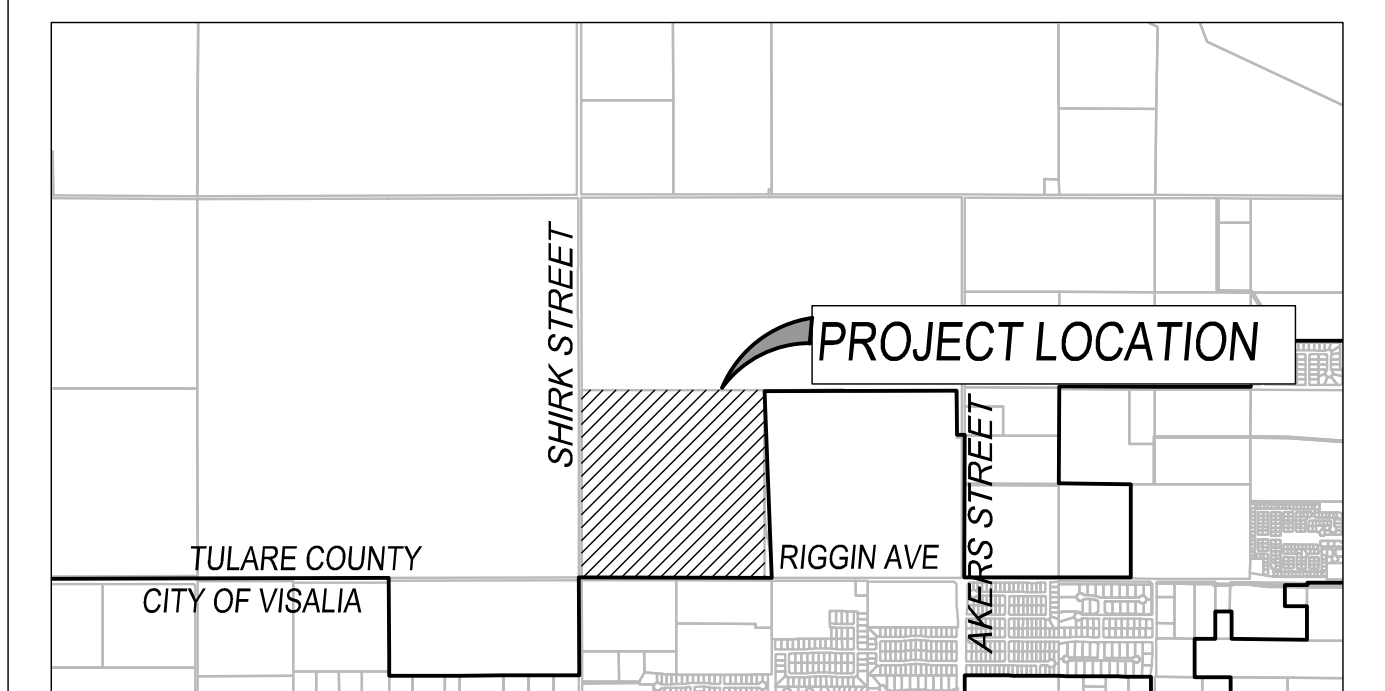 SHIRK STREET
PROJECT LOCATION
AKERS STREET
TULARE COUNTY
RIGGIN AVE
CITY OF VISALIA